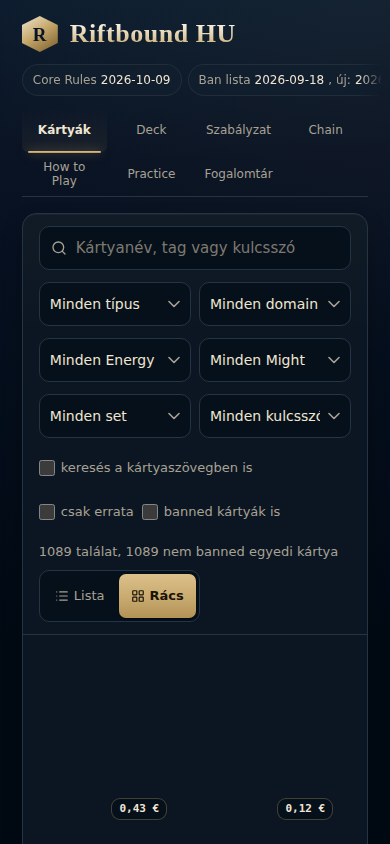 R Riftbound HU
Core Rules 2026-10-09 Ban lista 2026-09-18 , új: 202
Kártyák Deck Szabályzat Chain
How to Play Practice Fogalomtár
Kártyanév, tag vagy kulcsszó
Minden típus Minden domain
Minden Energy Minden Might
Minden set Minden kulcsszó
keresés a kártyaszövegben is
csak errata banned kártyák is
1089 találat, 1089 nem banned egyedi kártya
Lista Rács
0,43 € 0,12 €